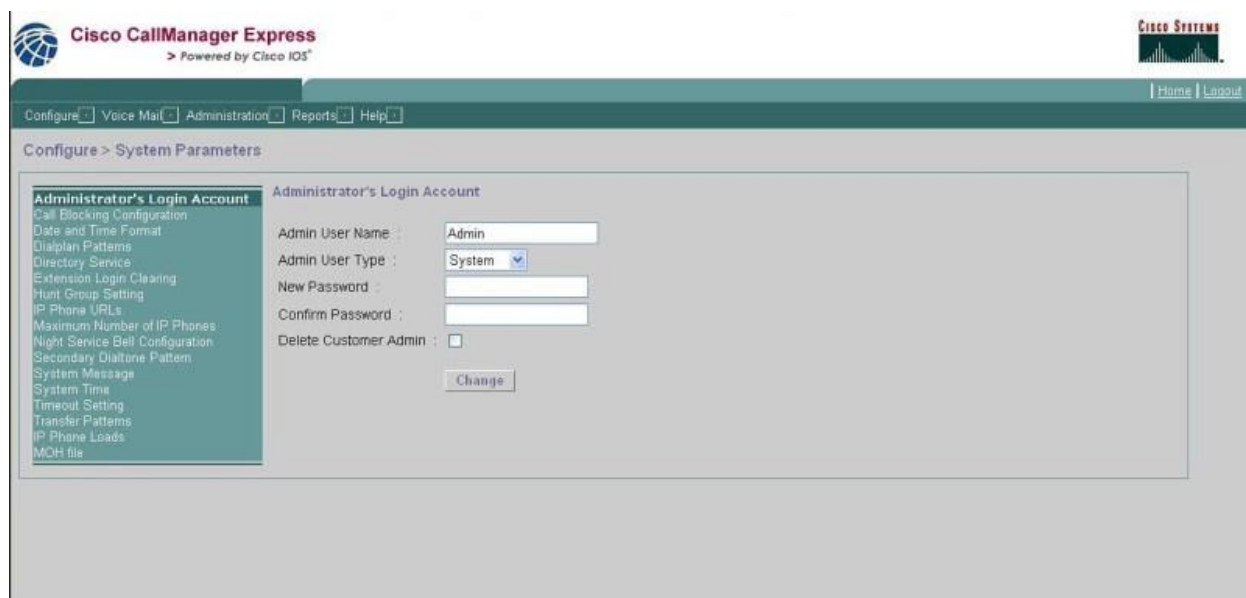 Cisco CallManager Express
> Powered by Cisco IOS®
CISCO SYSTEMS
Home | Logout
Configure Voice Mail Administration Reports Help
Configure > System Parameters
Administrator's Login Account
Call Blocking Configuration
Date and Time Format
Dialplan Patterns
Directory Service
Extension Login Clearing
Hunt Group Setting
IP Phone URLs
Maximum Number of IP Phones
Night Service Bell Configuration
Secondary Dialtone Pattern
System Message
System Time
Timeout Setting
Transfer Patterns
IP Phone Loads
MOH file
Administrator's Login Account
Admin User Name : Admin
Admin User Type : System
New Password :
Confirm Password :
Delete Customer Admin :
Change